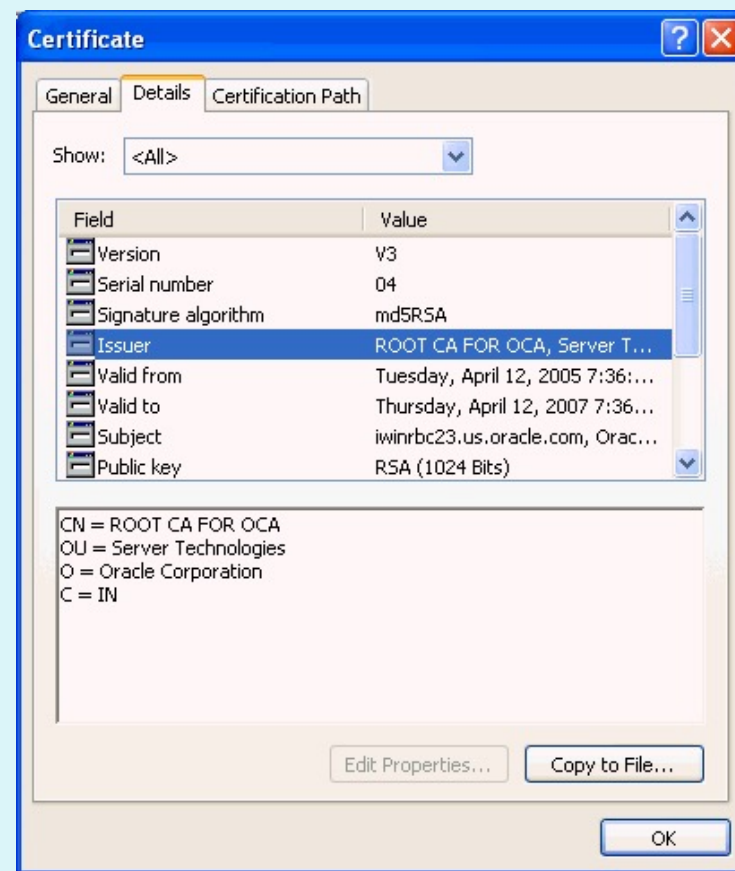 Certificate
General Details Certification Path
Show: <All>
Field Value
Version V3
Serial number 04
Signature algorithm md5RSA
Issuer ROOT CA FOR OCA, Server T...
Valid from Tuesday, April 12, 2005 7:36:...
Valid to Thursday, April 12, 2007 7:36...
Subject iwinrbc23.us.oracle.com, Orac...
Public key RSA (1024 Bits)
CN = ROOT CA FOR OCA
OU = Server Technologies
O = Oracle Corporation
C = IN
Edit Properties... Copy to File...
OK